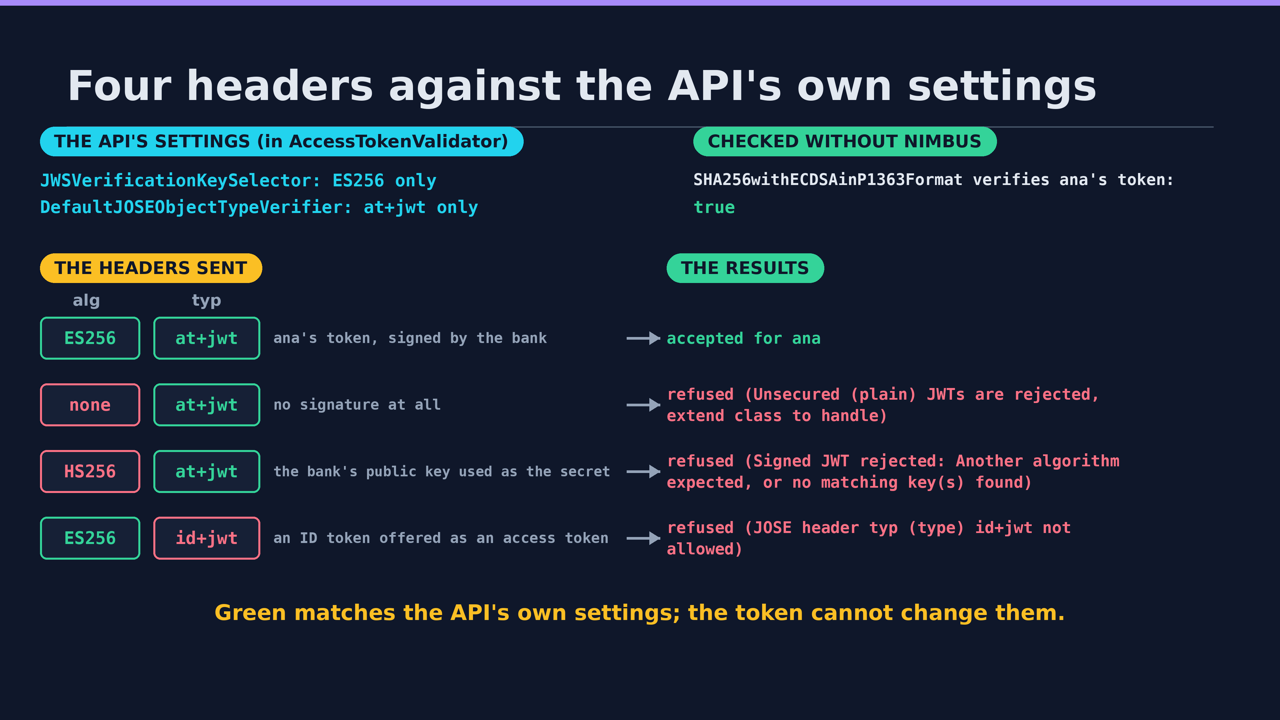 Four headers against the API's own settings
THE API'S SETTINGS (in AccessTokenValidator)
JWSVerificationKeySelector: ES256 only
DefaultJOSEObjectTypeVerifier: at+jwt only
CHECKED WITHOUT NIMBUS
SHA256withECDSAinP1363Format verifies ana's token:
true
THE HEADERS SENT
THE RESULTS
alg typ
ES256 at+jwt ana's token, signed by the bank
accepted for ana
none at+jwt no signature at all
refused (Unsecured (plain) JWTs are rejected,
extend class to handle)
HS256 at+jwt the bank's public key used as the secret
refused (Signed JWT rejected: Another algorithm
expected, or no matching key(s) found)
ES256 id+jwt an ID token offered as an access token
refused (JOSE header typ (type) id+jwt not
allowed)
Green matches the API's own settings; the token cannot change them.